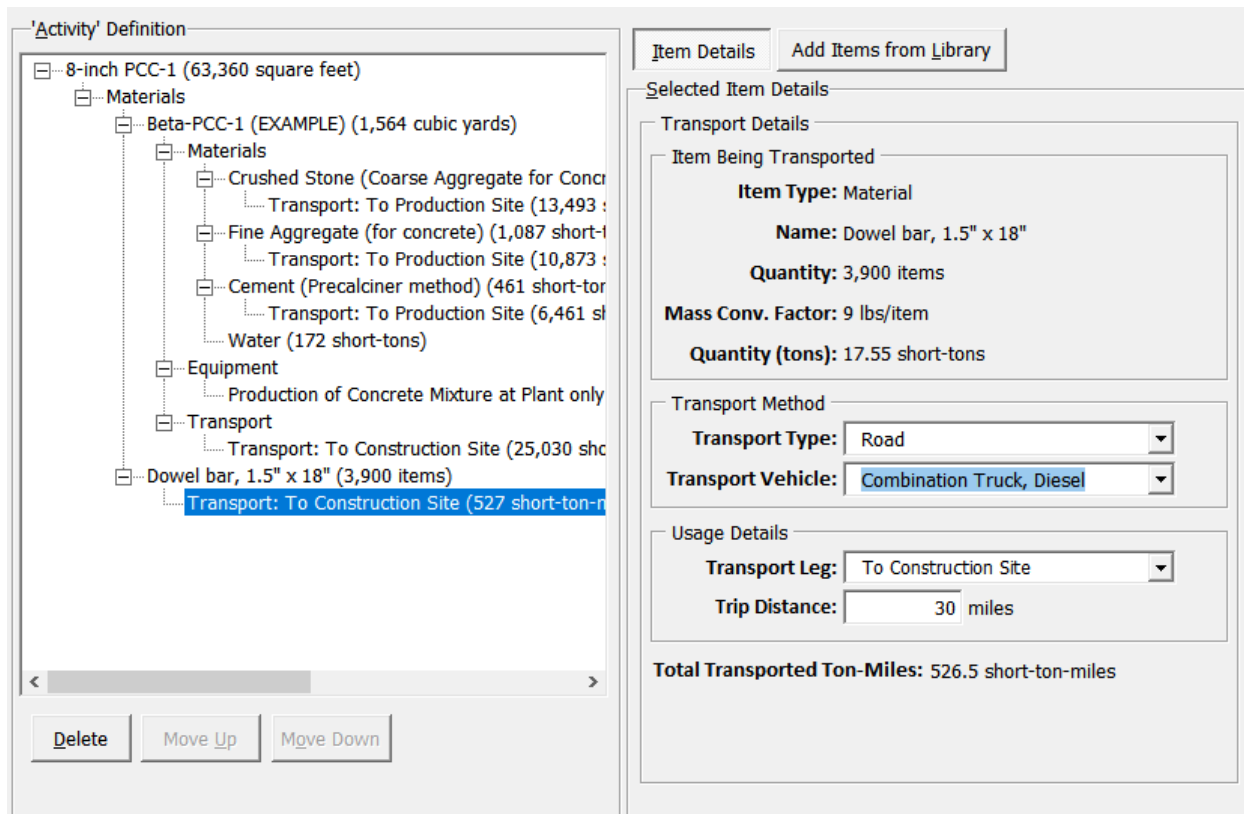 'Activity' Definition
8-inch PCC-1 (63,360 square feet)
Materials
Beta-PCC-1 (EXAMPLE) (1,564 cubic yards)
Materials
Crushed Stone (Coarse Aggregate for Concr
Transport: To Production Site (13,493 s
Fine Aggregate (for concrete) (1,087 short-t
Transport: To Production Site (10,873 s
Cement (Precalciner method) (461 short-tor
Transport: To Production Site (6,461 sh
Water (172 short-tons)
Equipment
Production of Concrete Mixture at Plant only
Transport
Transport: To Construction Site (25,030 sho
Dowel bar, 1.5" x 18" (3,900 items)
Transport: To Construction Site (527 short-ton-n
Delete
Move Up
Move Down
Item Details
Add Items from Library
Selected Item Details
Transport Details
Item Being Transported
Item Type: Material
Name: Dowel bar, 1.5" x 18"
Quantity: 3,900 items
Mass Conv. Factor: 9 lbs/item
Quantity (tons): 17.55 short-tons
Transport Method
Transport Type: Road
Transport Vehicle: Combination Truck, Diesel
Usage Details
Transport Leg: To Construction Site
Trip Distance: 30 miles
Total Transported Ton-Miles: 526.5 short-ton-miles